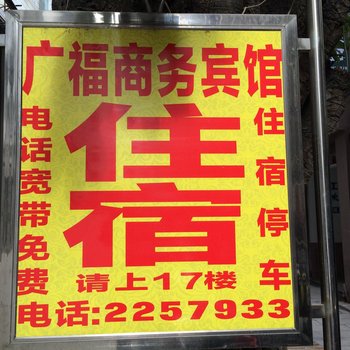 广福商务宾馆
电话宽带免费
住宿
住宿停车
请上17楼
电话:2257933